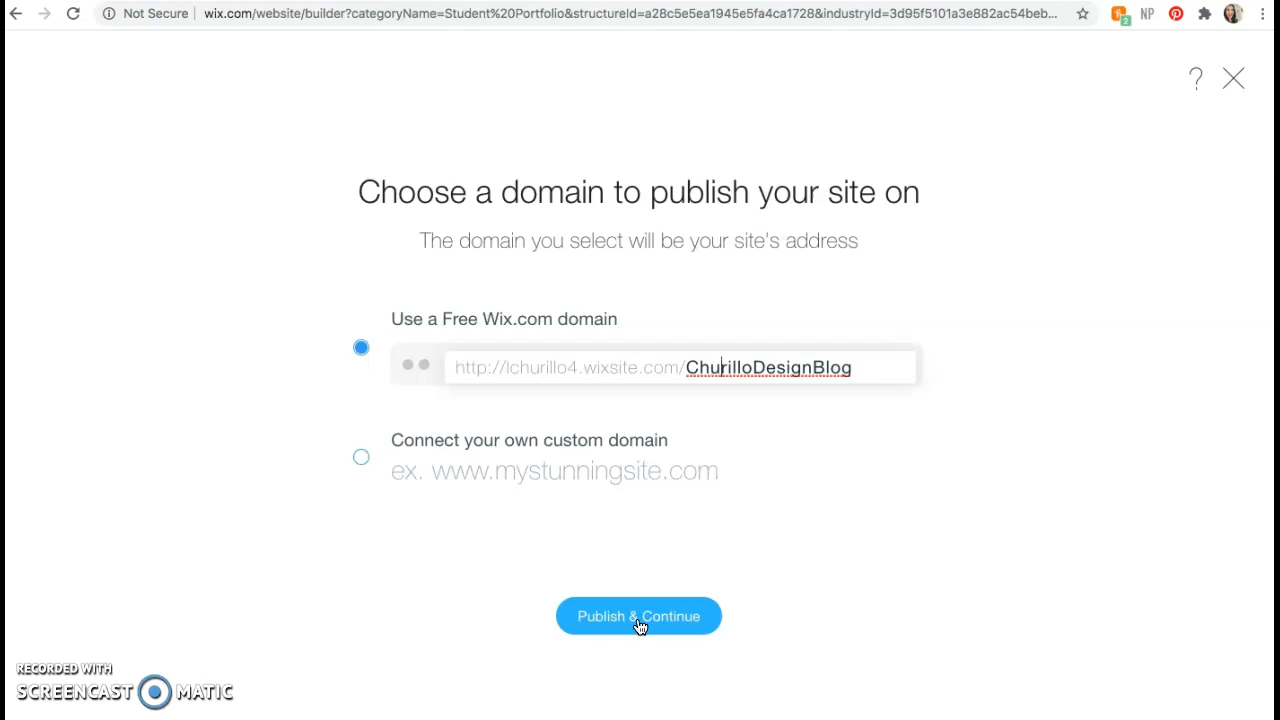 Not Secure wix.com/website/builder?categoryName=Student%20Portfolio&structureId=a28c5e5ea1945e5fa4ca1728&industryId=3d95f5101a3e882ac54beb...
2
NP
?
Choose a domain to publish your site on
The domain you select will be your site's address
Use a Free Wix.com domain
http://lchurillo4.wixsite.com/ChurilloDesignBlog
Connect your own custom domain
ex. www.mystunningsite.com
Publish & Continue
RECORDED WITH
SCREENCAST MATIC